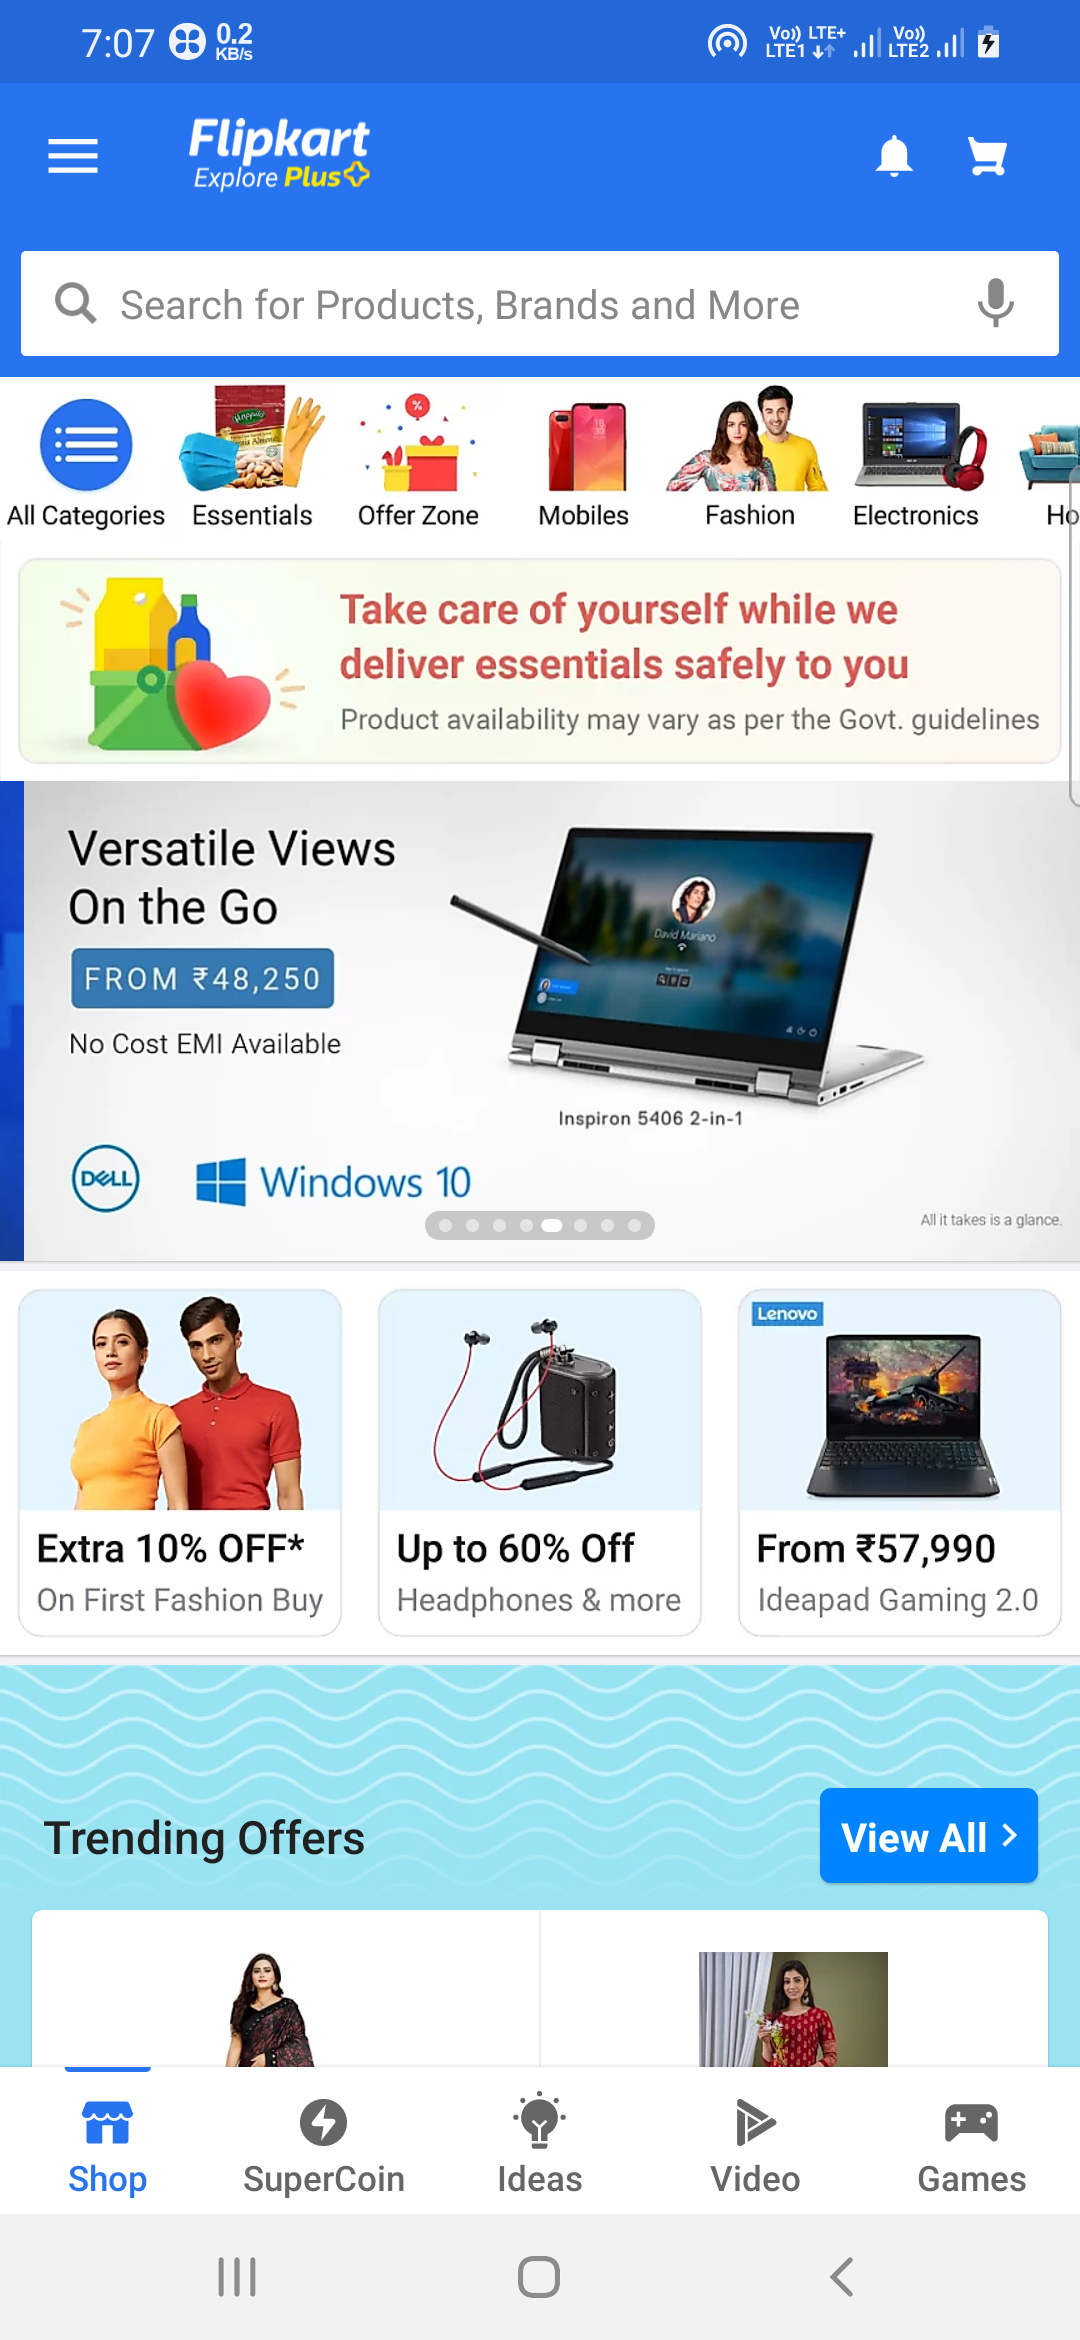 7:07
0.2
KB/s
Vo)) LTE+
LTE1
Vo))
LTE2
Flipkart
Explore Plus
Search for Products, Brands and More
%
All Categories
Essentials
Offer Zone
Mobiles
Fashion
Electronics
Ho
Take care of yourself while we
deliver essentials safely to you
Product availability may vary as per the Govt. guidelines
Versatile Views
On the Go
FROM ₹48,250
No Cost EMI Available
David Mariano
Inspiron 5406 2-in-1
DELL
Windows 10
All it takes is a glance.
Lenovo
Extra 10% OFF*
On First Fashion Buy
Up to 60% Off
Headphones & more
From ₹57,990
Ideapad Gaming 2.0
Trending Offers
View All
Shop
SuperCoin
Ideas
Video
Games